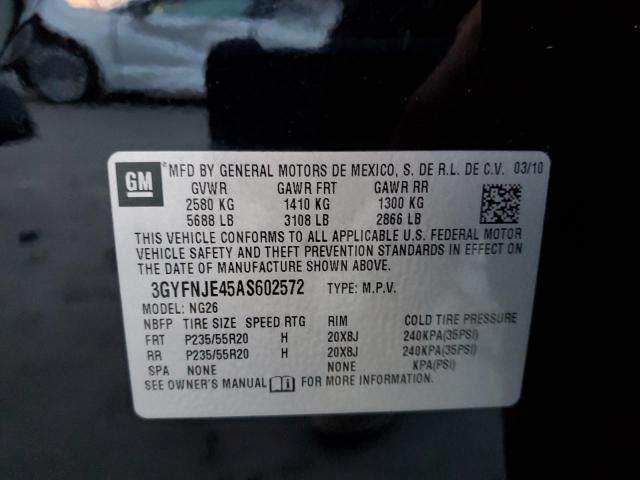 GM *MFD BY GENERAL MOTORS DE MEXICO, S. DE R.L. DE C.V. 03/10
GVWR GAWR FRT GAWR RR
2580 KG 1410 KG 1300 KG
5688 LB 3108 LB 2866 LB
THIS VEHICLE CONFORMS TO ALL APPLICABLE U.S. FEDERAL MOTOR
VEHICLE SAFETY AND THEFT PREVENTION STANDARDS IN EFFECT ON
THE DATE OF MANUFACTURE SHOWN ABOVE.
3GYFNJE45AS602572 TYPE: M.P.V.
MODEL: NG26
NBFP TIRE SIZE SPEED RTG RIM COLD TIRE PRESSURE
FRT P235/55R20 H 20X8J 240KPA(35PSI)
RR P235/55R20 H 20X8J 240KPA(35PSI)
SPA NONE NONE KPA(PSI)
SEE OWNER'S MANUAL FOR MORE INFORMATION.